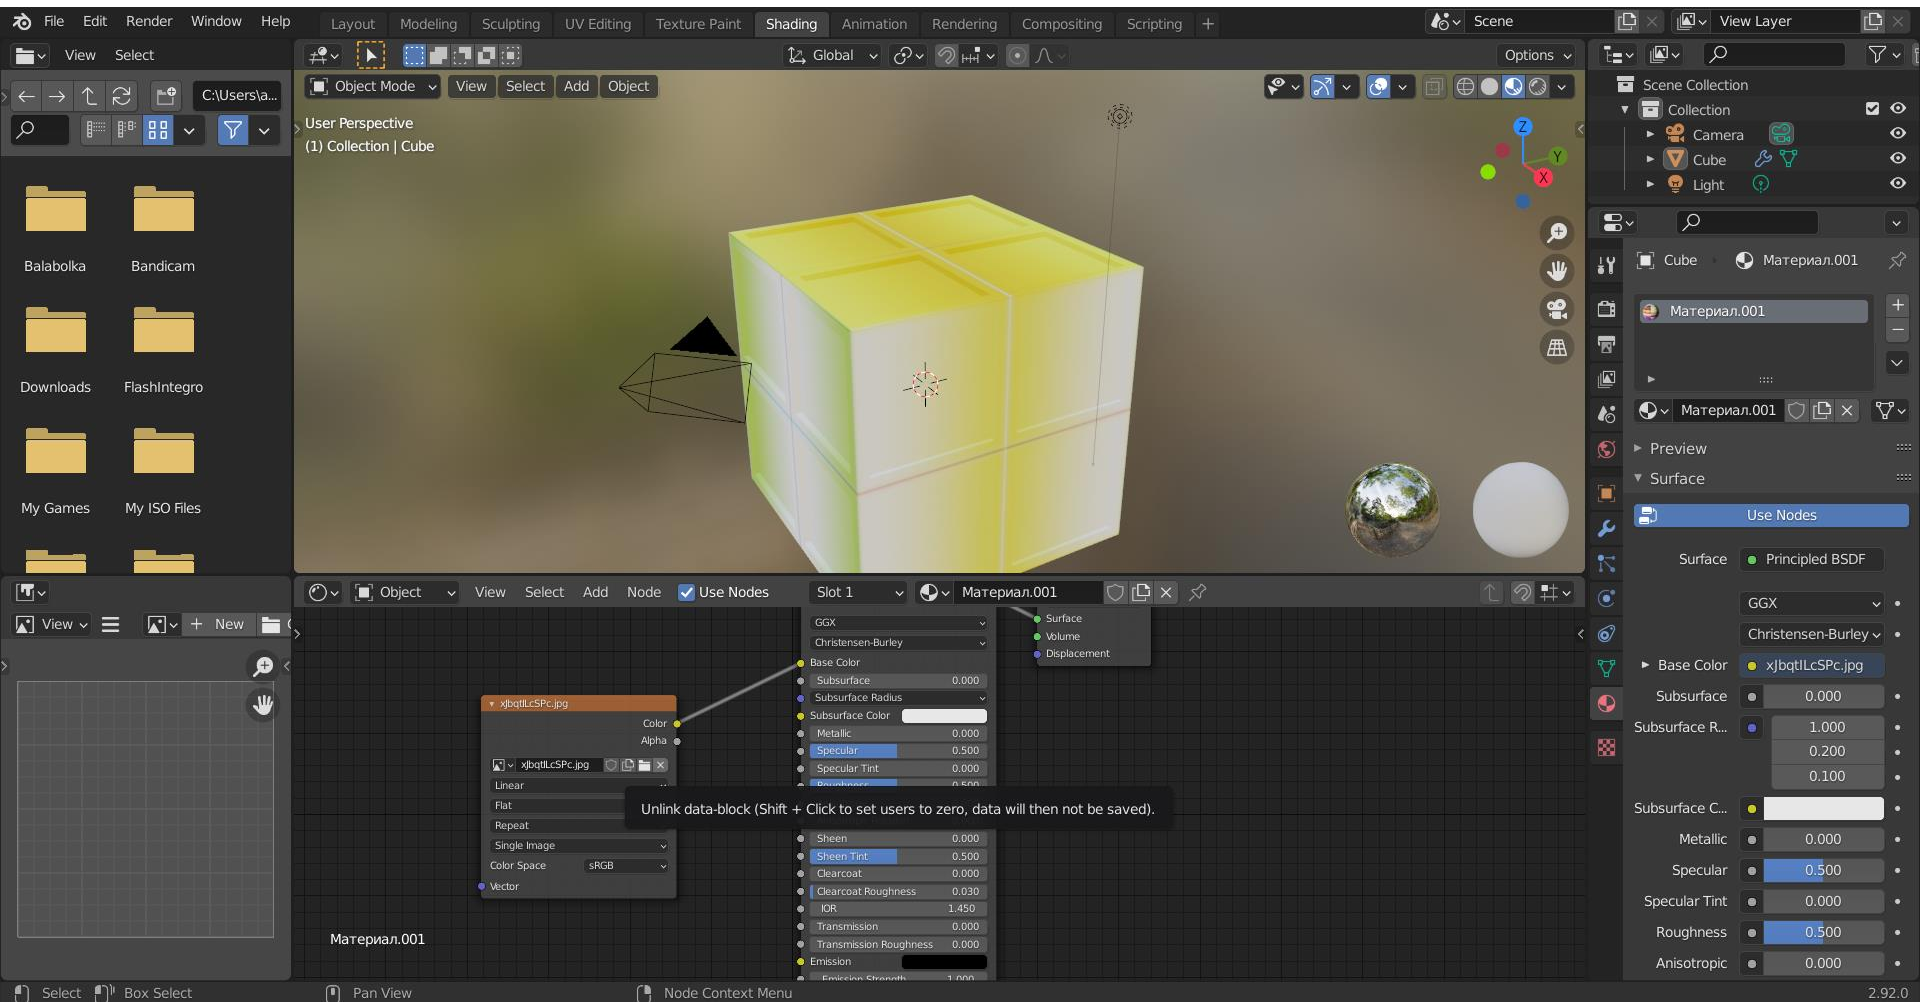 File Edit Render Window Help Layout Modeling Sculpting UV Editing Texture Paint Shading Animation Rendering Compositing Scripting + Scene View Layer
View Select
C:\Users\a...
Balabolka Bandicam
Downloads FlashIntegro
My Games My ISO Files
Global Options
Object Mode View Select Add Object
User Perspective
(1) Collection | Cube
Z
Y
X
Scene Collection
Collection
Camera
Cube
Light
Cube Материал.001
Материал.001
Материал.001
Preview
Surface
Use Nodes
Surface Principled BSDF
GGX
Christensen-Burley
Base Color xJbqtILcSPc.jpg
Subsurface 0.000
Subsurface R... 1.000
0.200
0.100
Subsurface C...
Metallic 0.000
Specular 0.500
Specular Tint 0.000
Roughness 0.500
Anisotropic 0.000
View New
Object View Select Add Node Use Nodes Slot 1 Материал.001
xJbqtILcSPc.jpg
Color
Alpha
xJbqtILcSPc.jpg
Linear
Flat
Repeat
Single Image
Color Space sRGB
Vector
GGX
Christensen-Burley
Base Color
Subsurface 0.000
Subsurface Radius
Subsurface Color
Metallic 0.000
Specular 0.500
Specular Tint 0.000
Roughness 0.500
Unlink data-block (Shift + Click to set users to zero, data will then not be saved).
Sheen 0.000
Sheen Tint 0.500
Clearcoat 0.000
Clearcoat Roughness 0.030
IOR 1.450
Transmission 0.000
Transmission Roughness 0.000
Emission
Emission Strength 1.000
Surface
Volume
Displacement
Материал.001
Select Box Select Pan View Node Context Menu 2.92.0